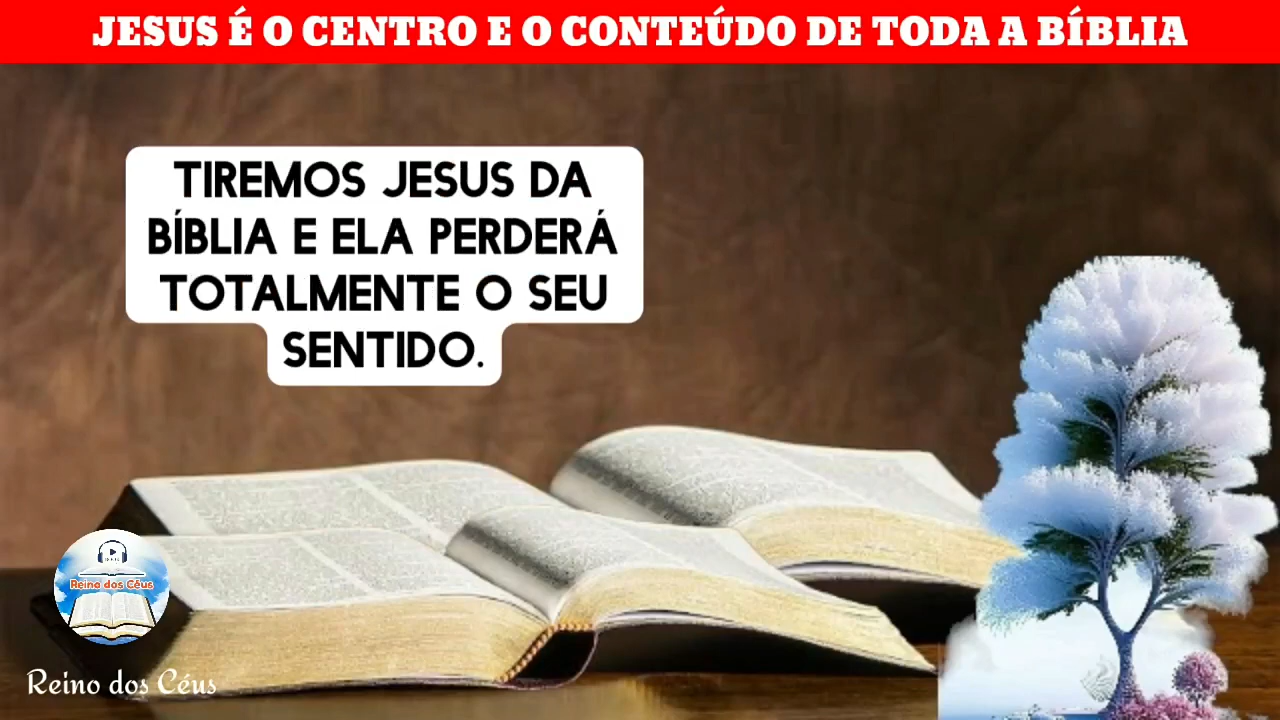 JESUS É O CENTRO E O CONTEÚDO DE TODA A BÍBLIA
TIREMOS JESUS DA
BÍBLIA E ELA PERDERÁ
TOTALMENTE O SEU
SENTIDO.
Reino dos Céus
Reino dos Céus